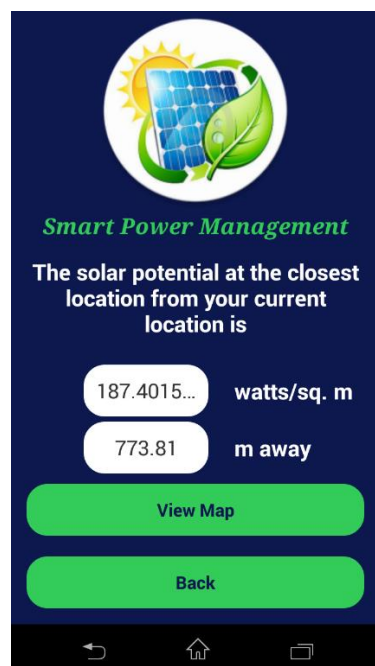 Smart Power Management
The solar potential at the closest
location from your current
location is
187.4015... watts/sq. m
773.81 m away
View Map
Back